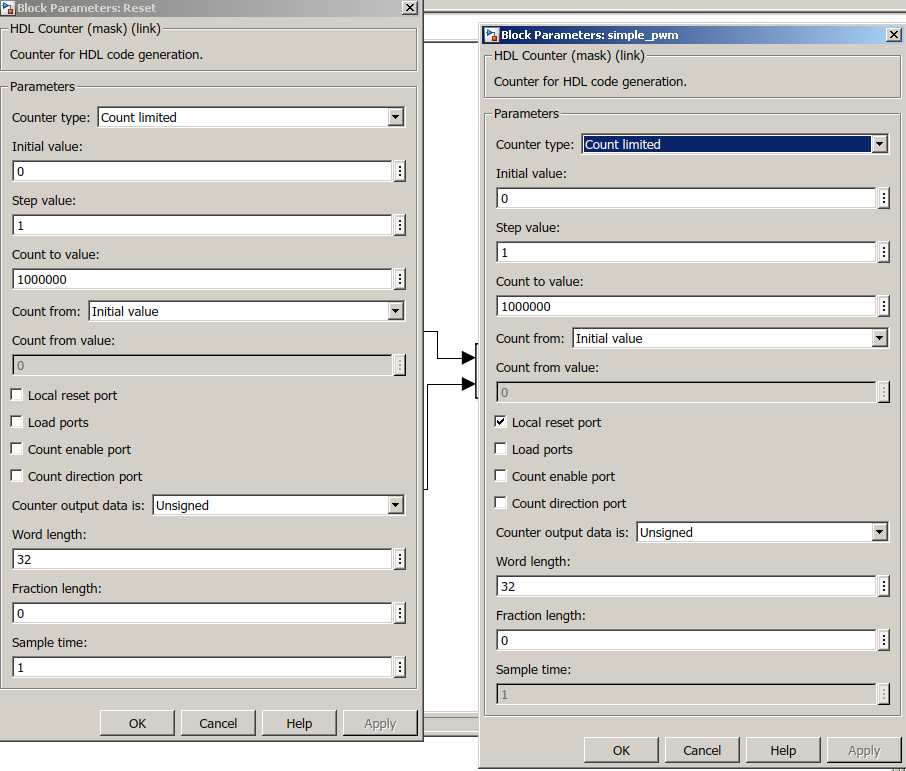 Block Parameters: Reset
HDL Counter (mask) (link)
Counter for HDL code generation.
Parameters
Counter type: Count limited
Initial value:
0
Step value:
1
Count to value:
1000000
Count from: Initial value
Count from value:
0
Local reset port
Load ports
Count enable port
Count direction port
Counter output data is: Unsigned
Word length:
32
Fraction length:
0
Sample time:
1
OK Cancel Help Apply
Block Parameters: simple_pwm
HDL Counter (mask) (link)
Counter for HDL code generation.
Parameters
Counter type: Count limited
Initial value:
0
Step value:
1
Count to value:
1000000
Count from: Initial value
Count from value:
0
Local reset port
Load ports
Count enable port
Count direction port
Counter output data is: Unsigned
Word length:
32
Fraction length:
0
Sample time:
1
OK Cancel Help Apply